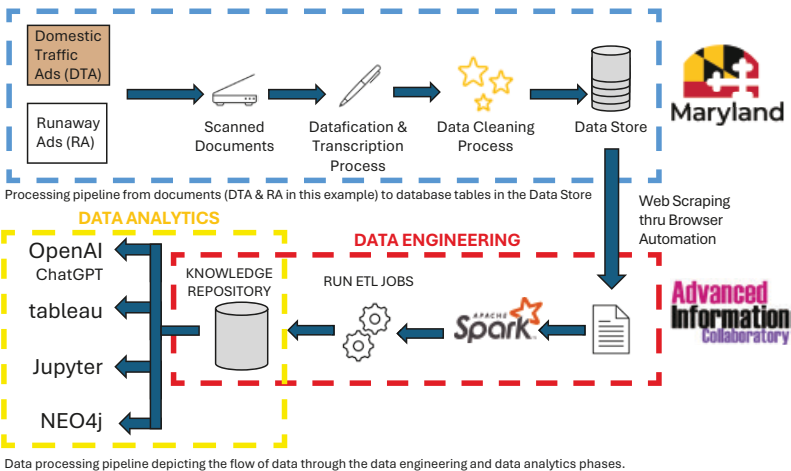 Domestic
Traffic
Ads (DTA)
Runaway
Ads (RA)
Scanned
Documents
Datafication &
Transcription
Process
Data Cleaning
Process
Data Store
Maryland
Processing pipeline from documents (DTA & RA in this example) to database tables in the Data Store
Web Scraping
thru Browser
Automation
DATA ANALYTICS
DATA ENGINEERING
OpenAI
ChatGPT
tableau
Jupyter
NEO4j
KNOWLEDGE
REPOSITORY
RUN ETL JOBS
APACHE
Spark
Advanced
Information
Collaboratory
Data processing pipeline depicting the flow of data through the data engineering and data analytics phases.